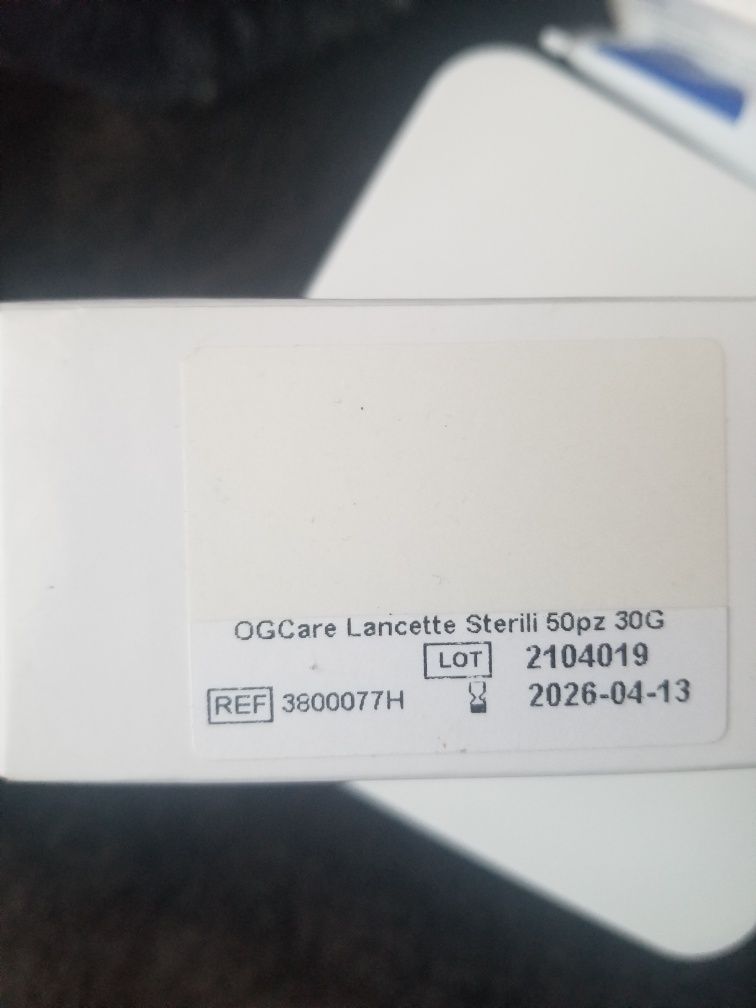 OGCare Lancette Sterili 50pz 30G
LOT 2104019
REF 3800077H 2026-04-13